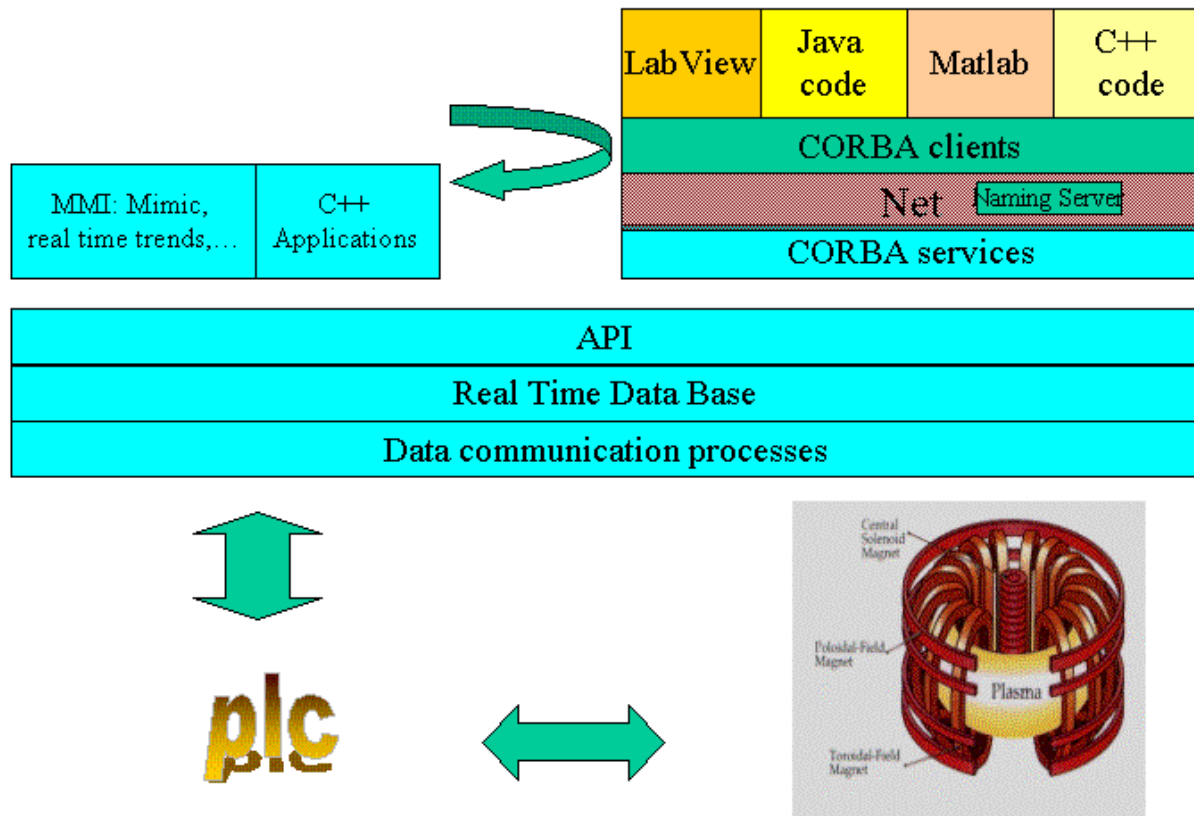 LabView
Java
code
Matlab
C++
code
CORBA clients
Net
Naming Server
CORBA services
MMI: Mimic,
real time trends,...
C++
Applications
API
Real Time Data Base
Data communication processes
plc
Central
Solenoid
Magnet
Poloidal-Field
Magnet
Plasma
Toroidal-Field
Magnet